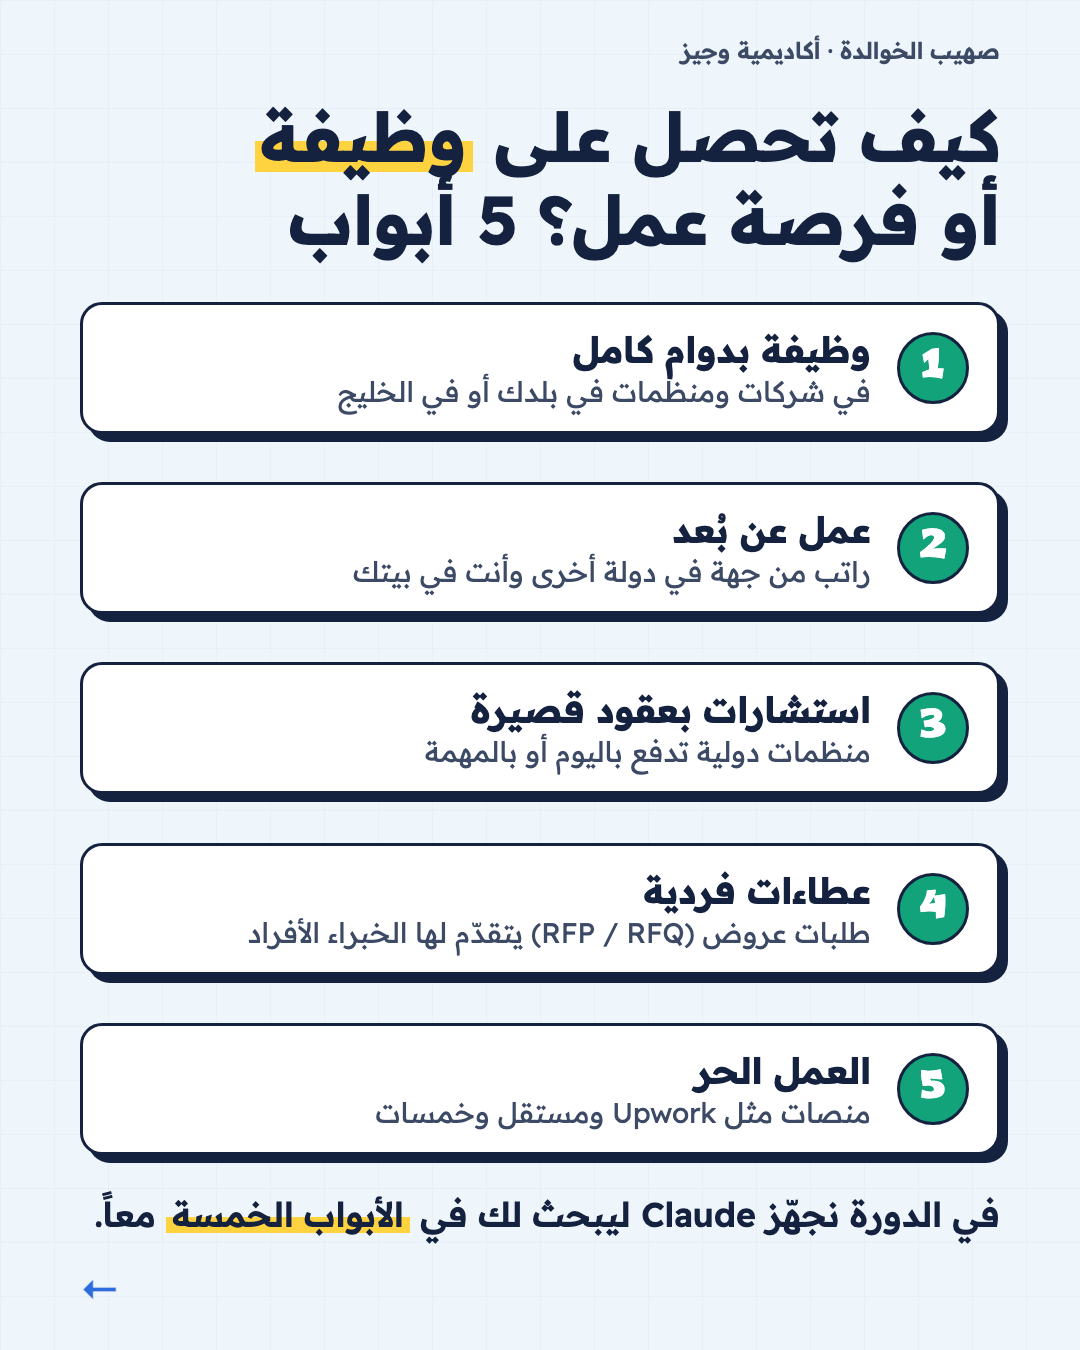 صهيب الخوالدة · أكاديمية وجيز
كيف تحصل على وظيفة
أو فرصة عمل؟ 5 أبواب
1
وظيفة بدوام كامل
في شركات ومنظمات في بلدك أو في الخليج
2
عمل عن بُعد
راتب من جهة في دولة أخرى وأنت في بيتك
3
استشارات بعقود قصيرة
منظمات دولية تدفع باليوم أو بالمهمة
4
عطاءات فردية
طلبات عروض (RFP / RFQ) يتقدّم لها الخبراء الأفراد
5
العمل الحر
منصات مثل Upwork ومستقل وخمسات
في الدورة نجهّز Claude ليبحث لك في الأبواب الخمسة معاً.
←